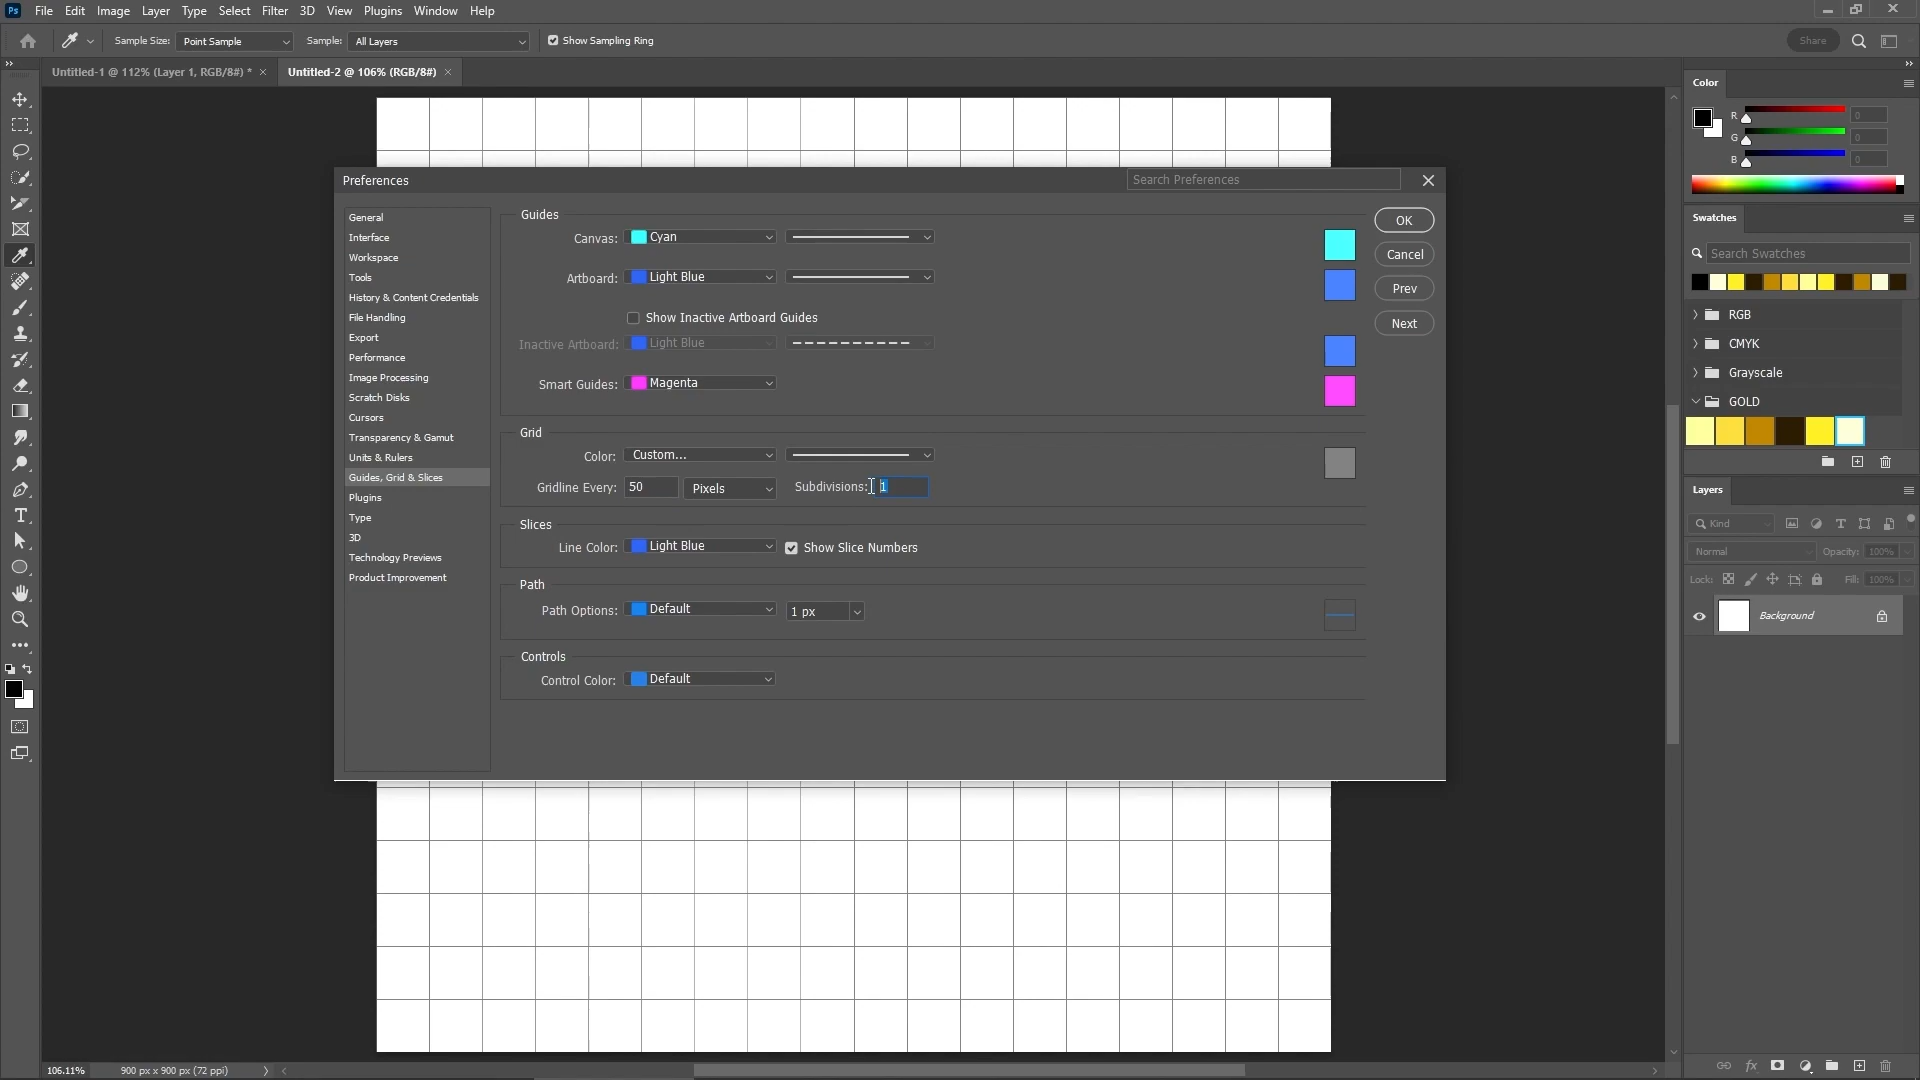 Ps File Edit Image Layer Type Select Filter 3D View Plugins Window Help
Sample Size: Point Sample Sample: All Layers Show Sampling Ring Share
Untitled-1 @ 112% (Layer 1, RGB/8#) * × Untitled-2 @ 106% (RGB/8#) ×
Preferences Search Preferences
General
Interface
Workspace
Tools
History & Content Credentials
File Handling
Export
Performance
Image Processing
Scratch Disks
Cursors
Transparency & Gamut
Units & Rulers
Guides, Grid & Slices
Plugins
Type
3D
Technology Previews
Product Improvement
Guides
Canvas: Cyan
Artboard: Light Blue
Show Inactive Artboard Guides
Inactive Artboard: Light Blue
Smart Guides: Magenta
Grid
Color: Custom...
Gridline Every: 50 Pixels Subdivisions: 1
Slices
Line Color: Light Blue Show Slice Numbers
Path
Path Options: Default 1 px
Controls
Control Color: Default
OK
Cancel
Prev
Next
Color
R 0
G 0
B 0
Swatches
Search Swatches
RGB
CMYK
Grayscale
GOLD
Layers
Kind
Normal Opacity: 100%
Lock: Fill: 100%
Background
106.11% 900 px x 900 px (72 ppi)